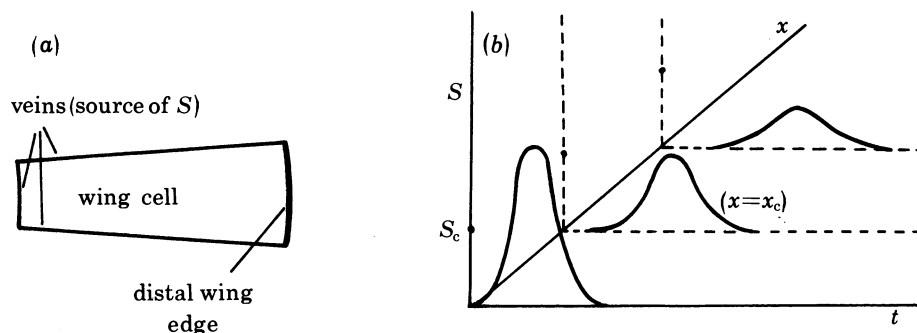 (a)
veins (source of S)
wing cell
distal wing
edge
(b)
x
S
(x=x_c)
S_c
t